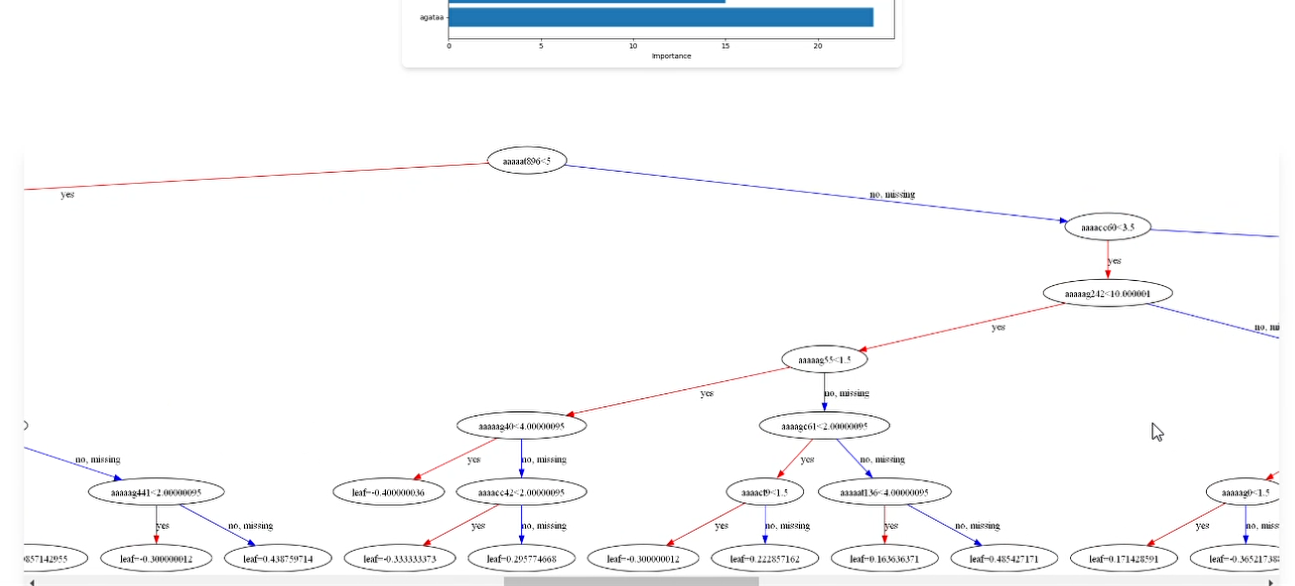 agataa
0 5 10 15 20
Importance
aaaaat896<5
yes
no, missing
aaaacc60<3.5
yes
aaaaag242<10.000001
yes
no, mi
aaaaag55<1.5
yes
no, missing
aaaaag40<4.00000095
aaaagc61<2.00000095
no, missing
yes
no, missing
yes
no, missing
aaaaag441<2.00000095
leaf=-0.400000036
aaaacc42<2.00000095
aaaact9<1.5
aaaaat136<4.00000095
aaaaag0<1.5
yes
no, missing
yes
no, missing
yes
no, missing
yes
no, missing
yes
no, miss
857142955
leaf=-0.300000012
leaf=0.438759714
leaf=-0.333333373
leaf=0.295774668
leaf=-0.300000012
leaf=0.222857162
leaf=0.163636371
leaf=0.485427171
leaf=0.171428591